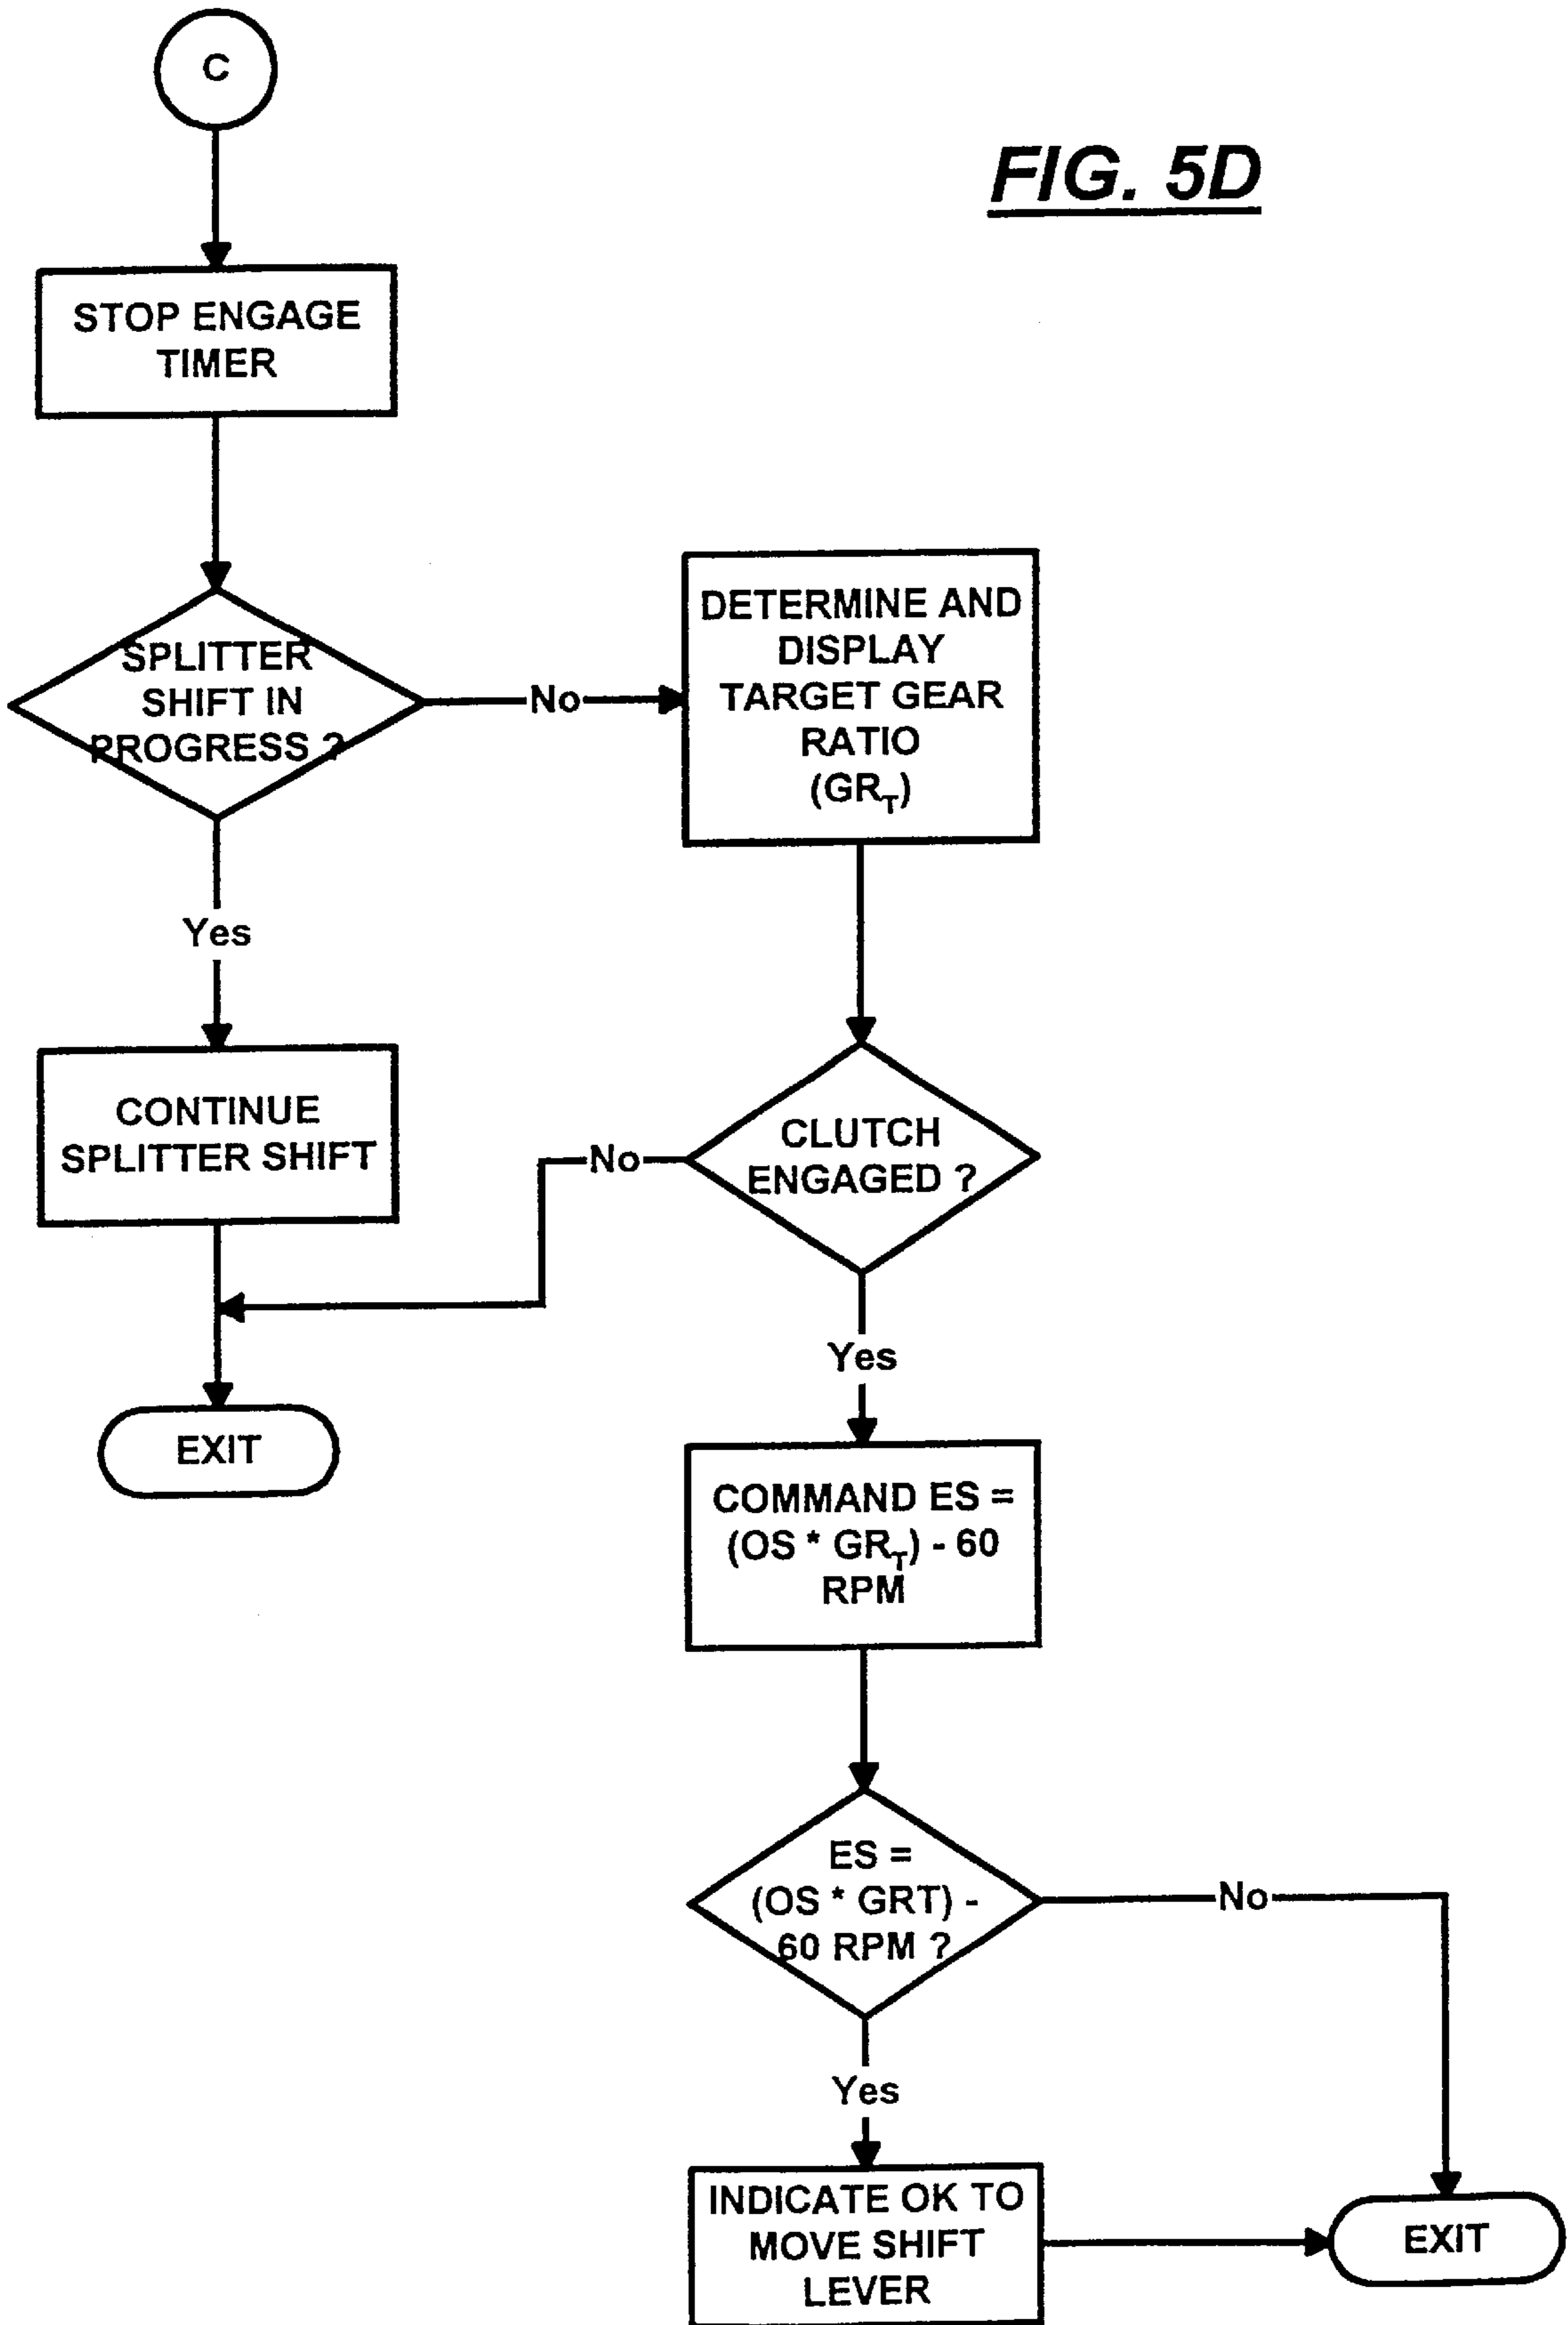 C
FIG. 5D
STOP ENGAGE
TIMER
SPLITTER
SHIFT IN
PROGRESS ?
No
DETERMINE AND
DISPLAY
TARGET GEAR
RATIO
(GR_T)
Yes
CONTINUE
SPLITTER SHIFT
CLUTCH
ENGAGED ?
No
EXIT
Yes
COMMAND ES =
(OS * GR_T) - 60
RPM
ES =
(OS * GRT) -
60 RPM ?
No
Yes
INDICATE OK TO
MOVE SHIFT
LEVER
EXIT